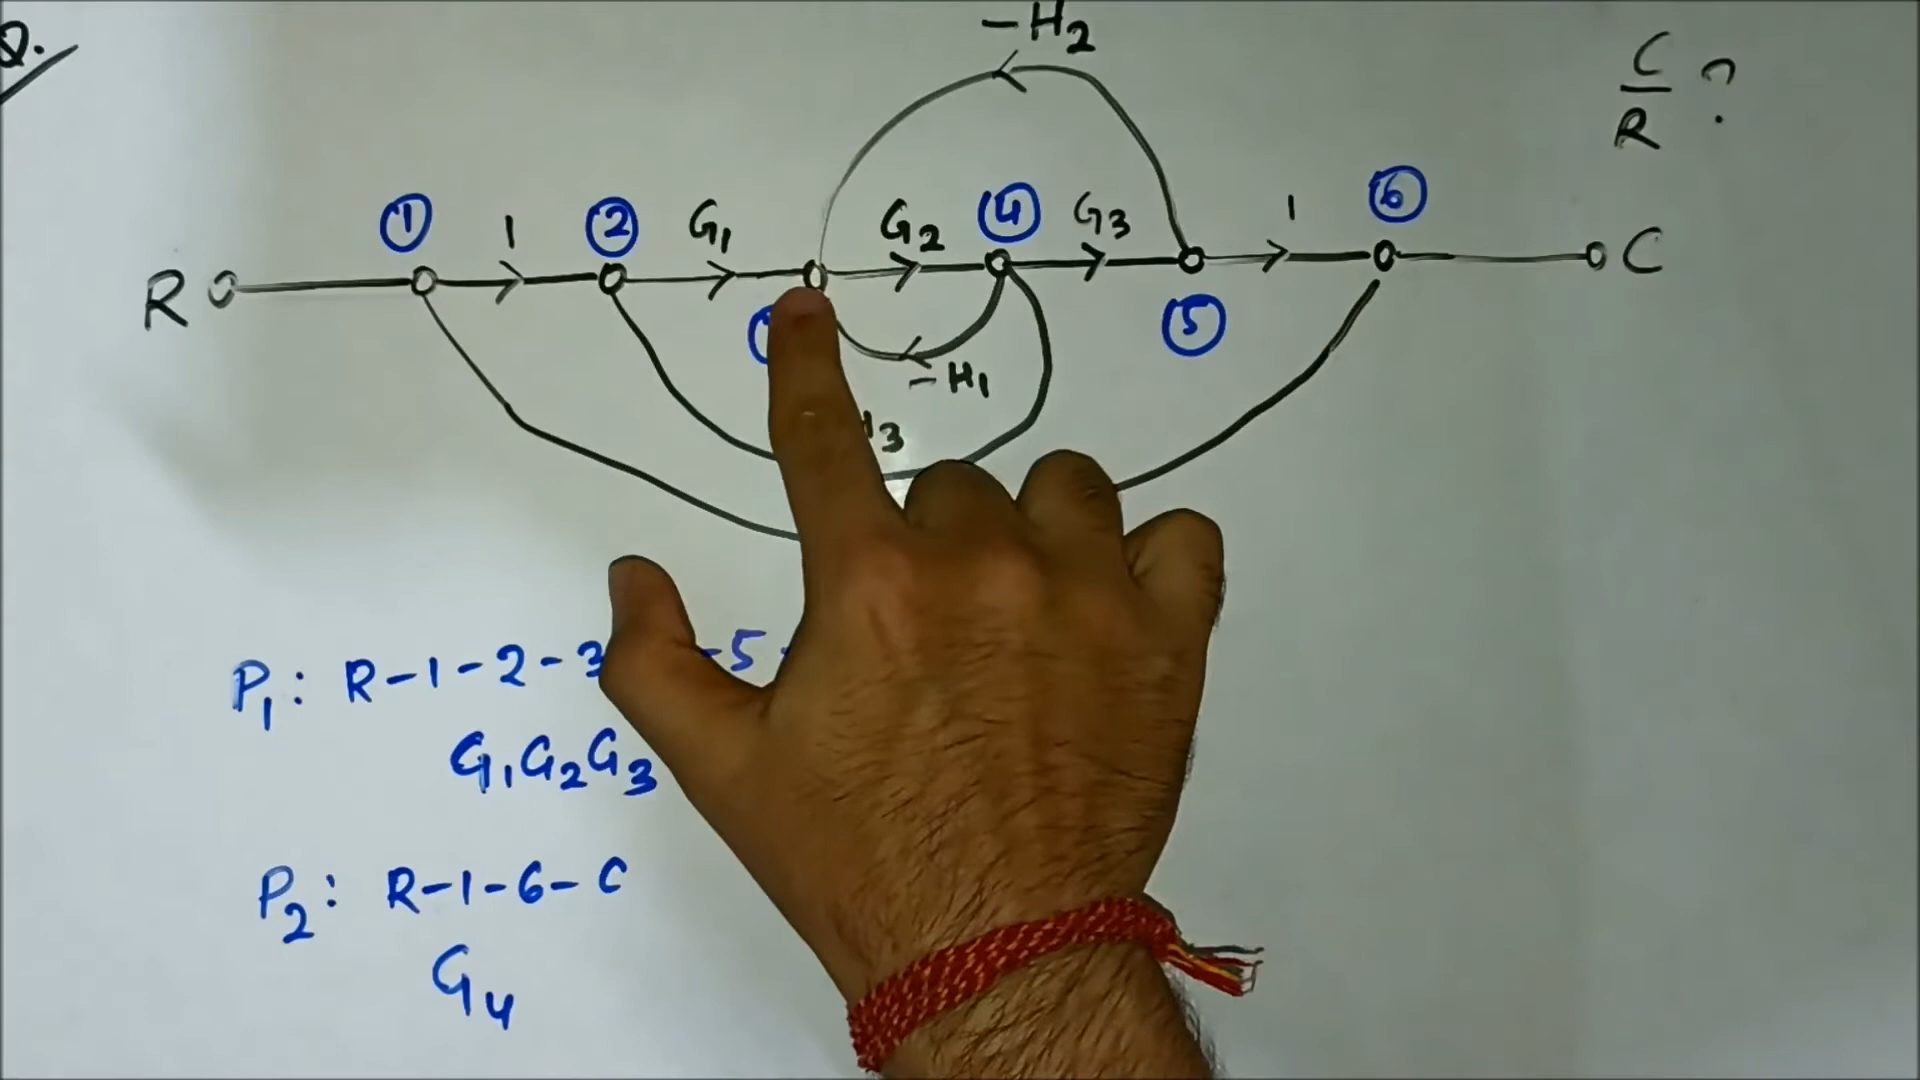 Q.
-H₂
C/R ?
① 1 ② G₁ G₂ ④ G₃ 1 ⑥
R C
⑤
-H₁
3
P₁: R-1-2-3 -5-
G₁G₂G₃
P₂: R-1-6-C
G₄